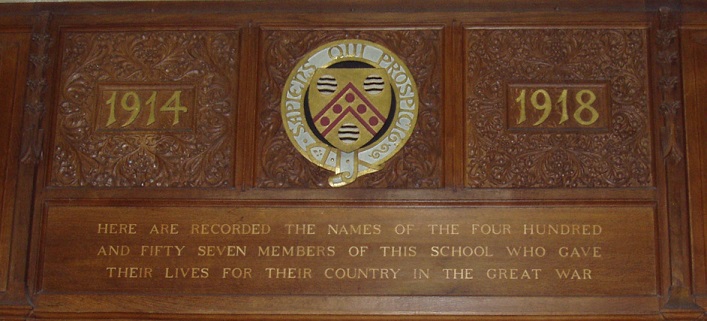 1914
SAPIENS QUI PROSPICIT
1918
HERE ARE RECORDED THE NAMES OF THE FOUR HUNDRED
AND FIFTY SEVEN MEMBERS OF THIS SCHOOL WHO GAVE
THEIR LIVES FOR THEIR COUNTRY IN THE GREAT WAR